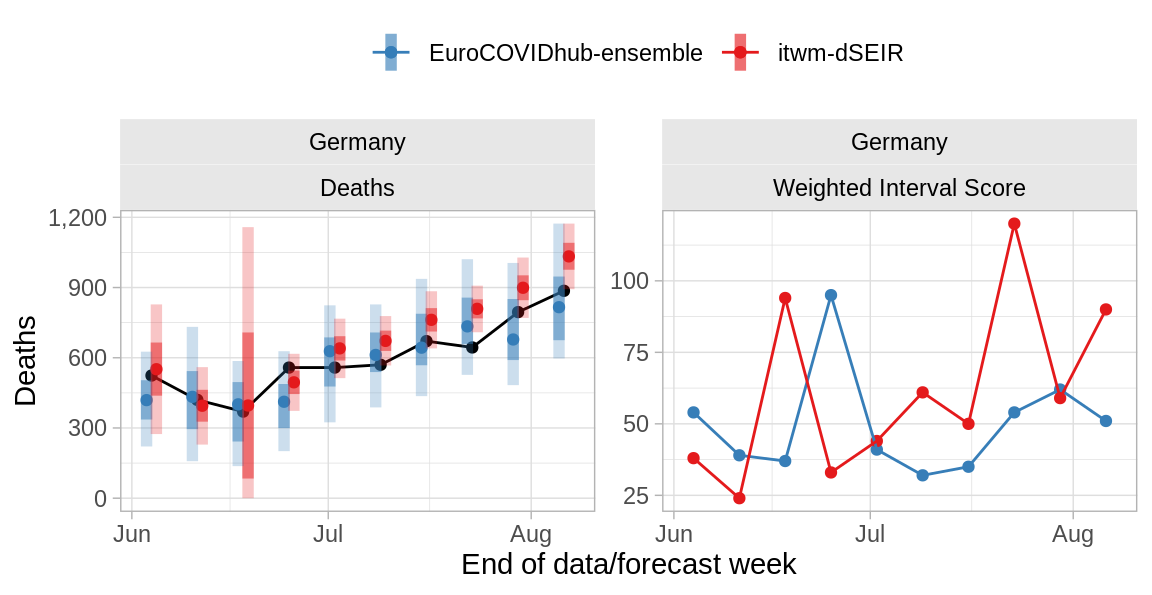 EuroCOVIDhub-ensemble itwm-dSEIR
Germany
Deaths
Germany
Weighted Interval Score
Deaths
1,200
900
600
300
0
Jun Jul Aug
100
75
50
25
Jun Jul Aug
End of data/forecast week